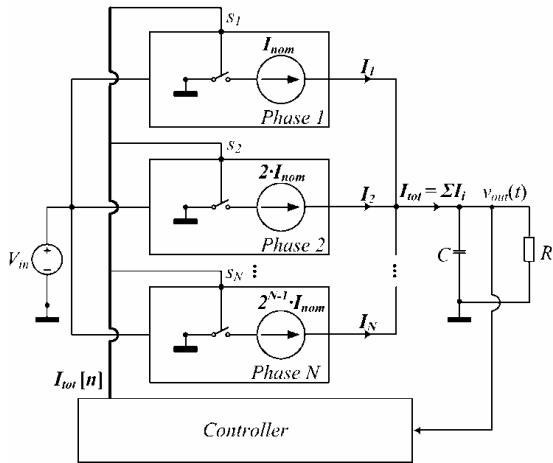 s1
Inom
I1
Phase 1
s2
2·Inom
I2
Itot = ΣIi
vout(t)
Phase 2
Vin
C
R
sN
2^N-1·Inom
IN
Phase N
Itot [n]
Controller